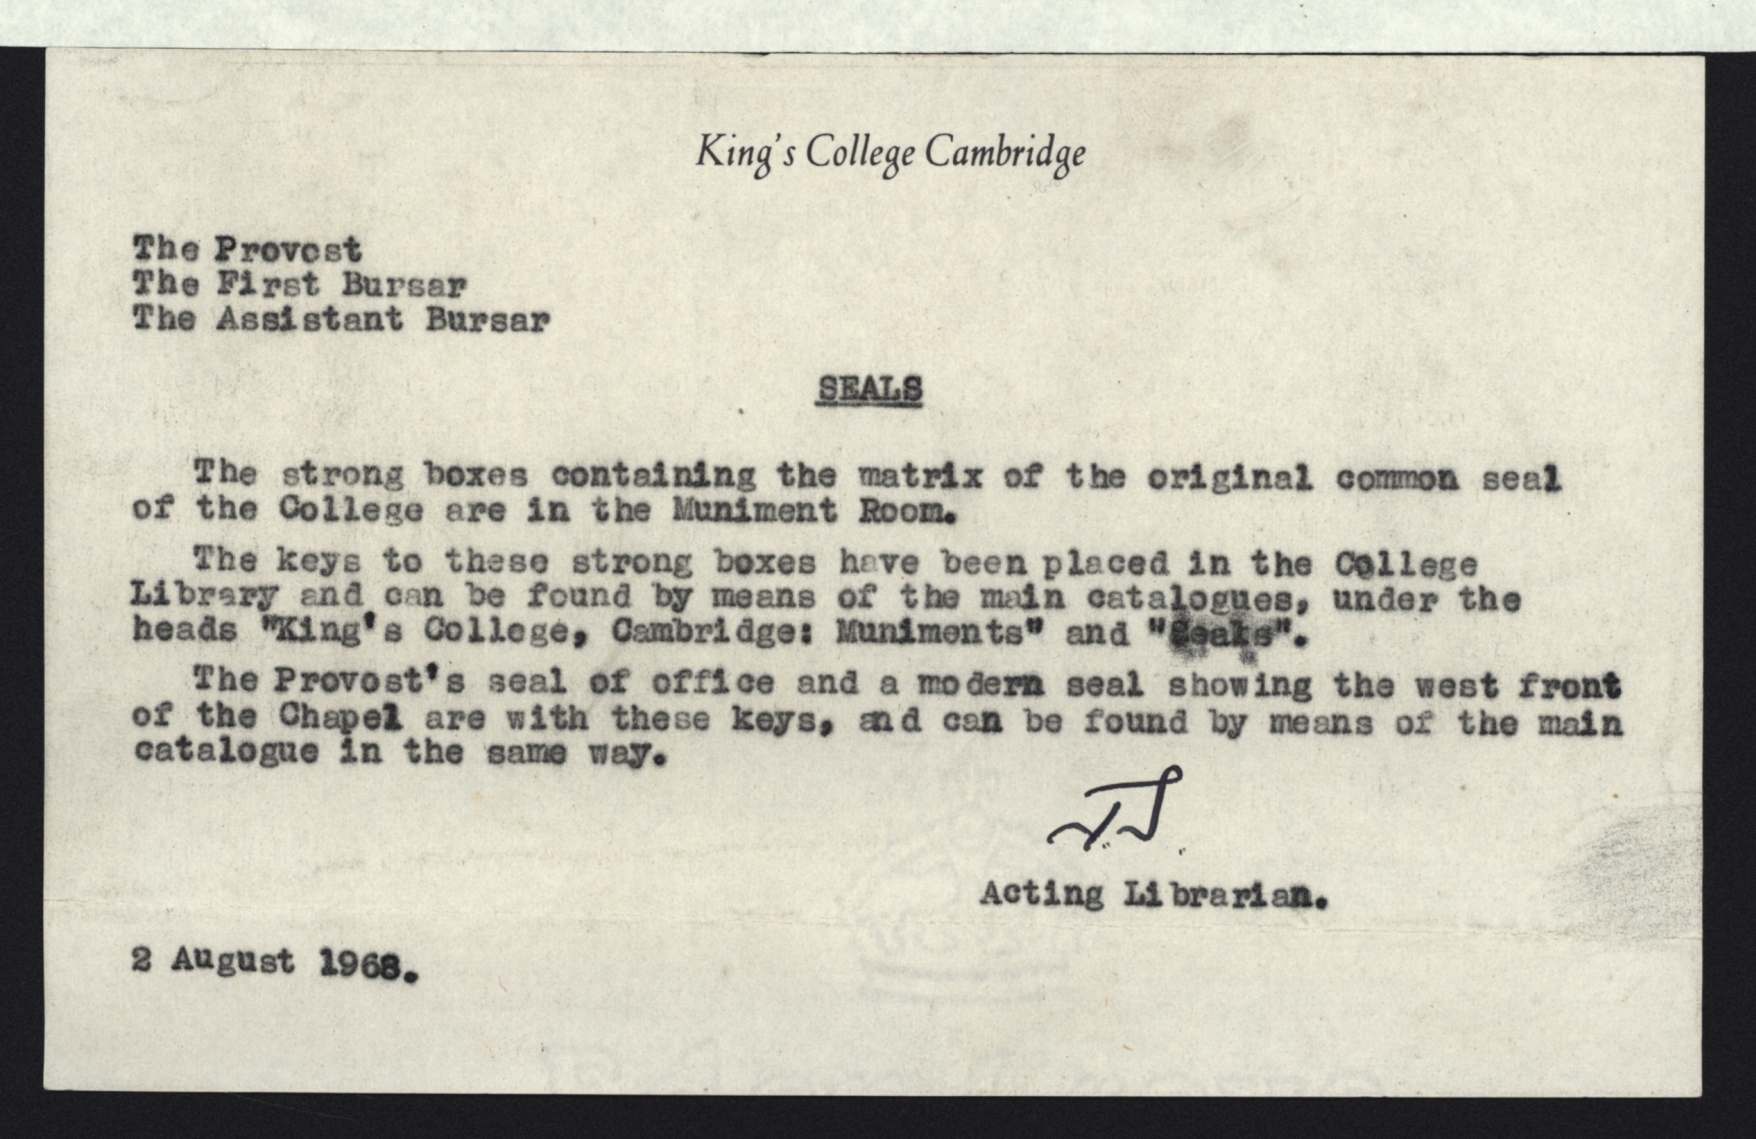 King's College Cambridge
The Provost
The First Bursar
The Assistant Bursar
SEALS
The strong boxes containing the matrix of the original common seal
of the College are in the Muniment Room.
The keys to these strong boxes have been placed in the College
Library and can be found by means of the main catalogues, under the
heads "King's College, Cambridge: Muniments" and "Seals".
The Provost's seal of office and a modern seal showing the west front
of the Chapel are with these keys, and can be found by means of the main
catalogue in the same way.
Acting Librarian.
2 August 1968.